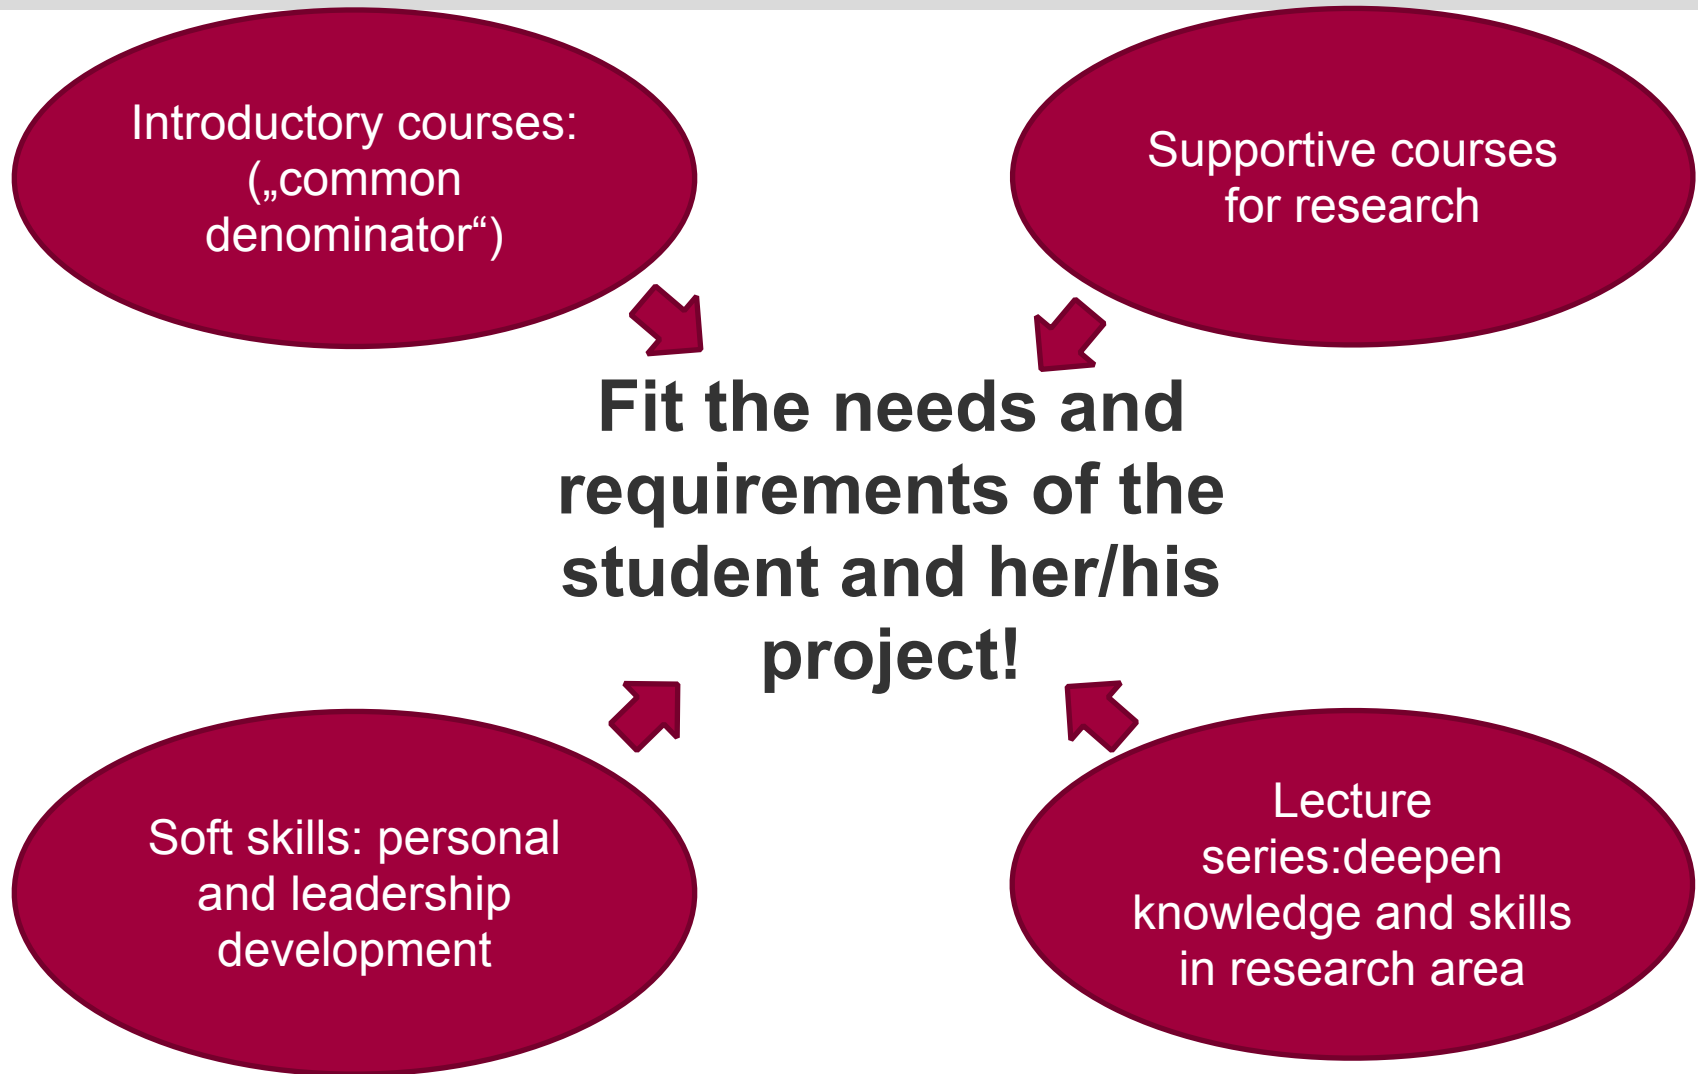 Introductory courses:
(„common
denominator“)
Supportive courses
for research
Fit the needs and
requirements of the
student and her/his
project!
Soft skills: personal
and leadership
development
Lecture
series:deepen
knowledge and skills
in research area